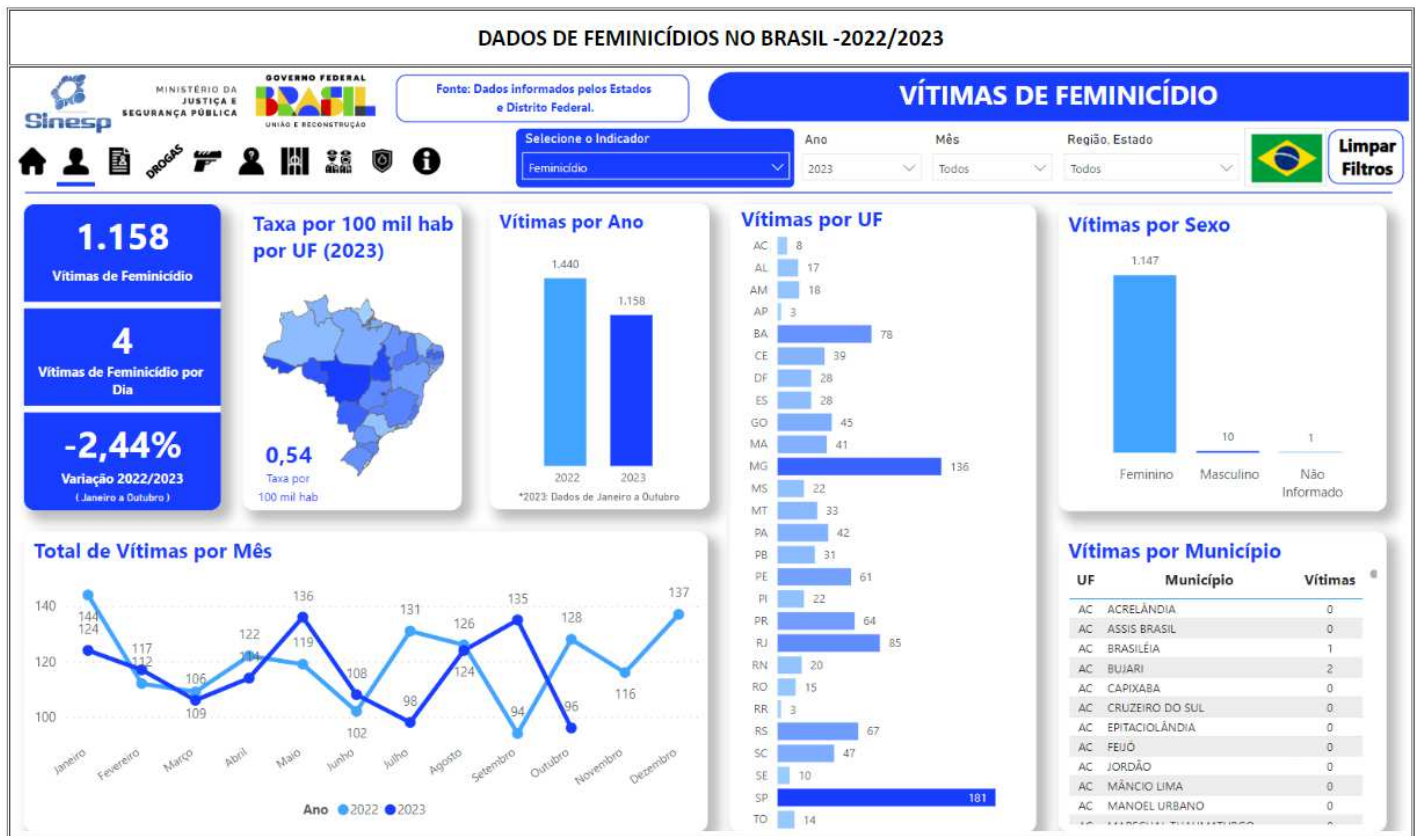 DADOS DE FEMINICÍDIOS NO BRASIL -2022/2023
Sinesp
MINISTÉRIO DA
JUSTIÇA E
SEGURANÇA PÚBLICA
GOVERNO FEDERAL
BRASIL
UNIÃO E RECONSTRUÇÃO
Fonte: Dados informados pelos Estados
e Distrito Federal.
VÍTIMAS DE FEMINICÍDIO
DROGAS
Selecione o Indicador
Feminicídio
Ano
2023
Mês
Todos
Região, Estado
Todos
Limpar
Filtros
1.158
Vítimas de Feminicídio
4
Vítimas de Feminicídio por
Dia
-2,44%
Variação 2022/2023
( Janeiro a Outubro )
Taxa por 100 mil hab
por UF (2023)
0,54
Taxa por
100 mil hab
Vítimas por Ano
1.440
1.158
2022 2023
*2023: Dados de Janeiro a Outubro
Vítimas por UF
AC 8
AL 17
AM 18
AP 3
BA 78
CE 39
DF 28
ES 28
GO 45
MA 41
MG 136
MS 22
MT 33
PA 42
PB 31
PE 61
PI 22
PR 64
RJ 85
RN 20
RO 15
RR 3
RS 67
SC 47
SE 10
SP 181
TO 14
Vítimas por Sexo
1.147
10
1
Feminino Masculino Não
Informado
Total de Vítimas por Mês
140
120
100
144
124
117
112
106
109
122
114
136
119
108
102
131
98
126
124
135
94
128
96
116
137
Janeiro Fevereiro Março Abril Maio Junho Julho Agosto Setembro Outubro Novembro Dezembro
Ano 2022 2023
Vítimas por Município
UF Município Vítimas
AC ACRELÂNDIA 0
AC ASSIS BRASIL 0
AC BRASILÉIA 1
AC BUJARI 2
AC CAPIXABA 0
AC CRUZEIRO DO SUL 0
AC EPITACIOLÂNDIA 0
AC FEIJÓ 0
AC JORDÃO 0
AC MÂNCIO LIMA 0
AC MANOEL URBANO 0